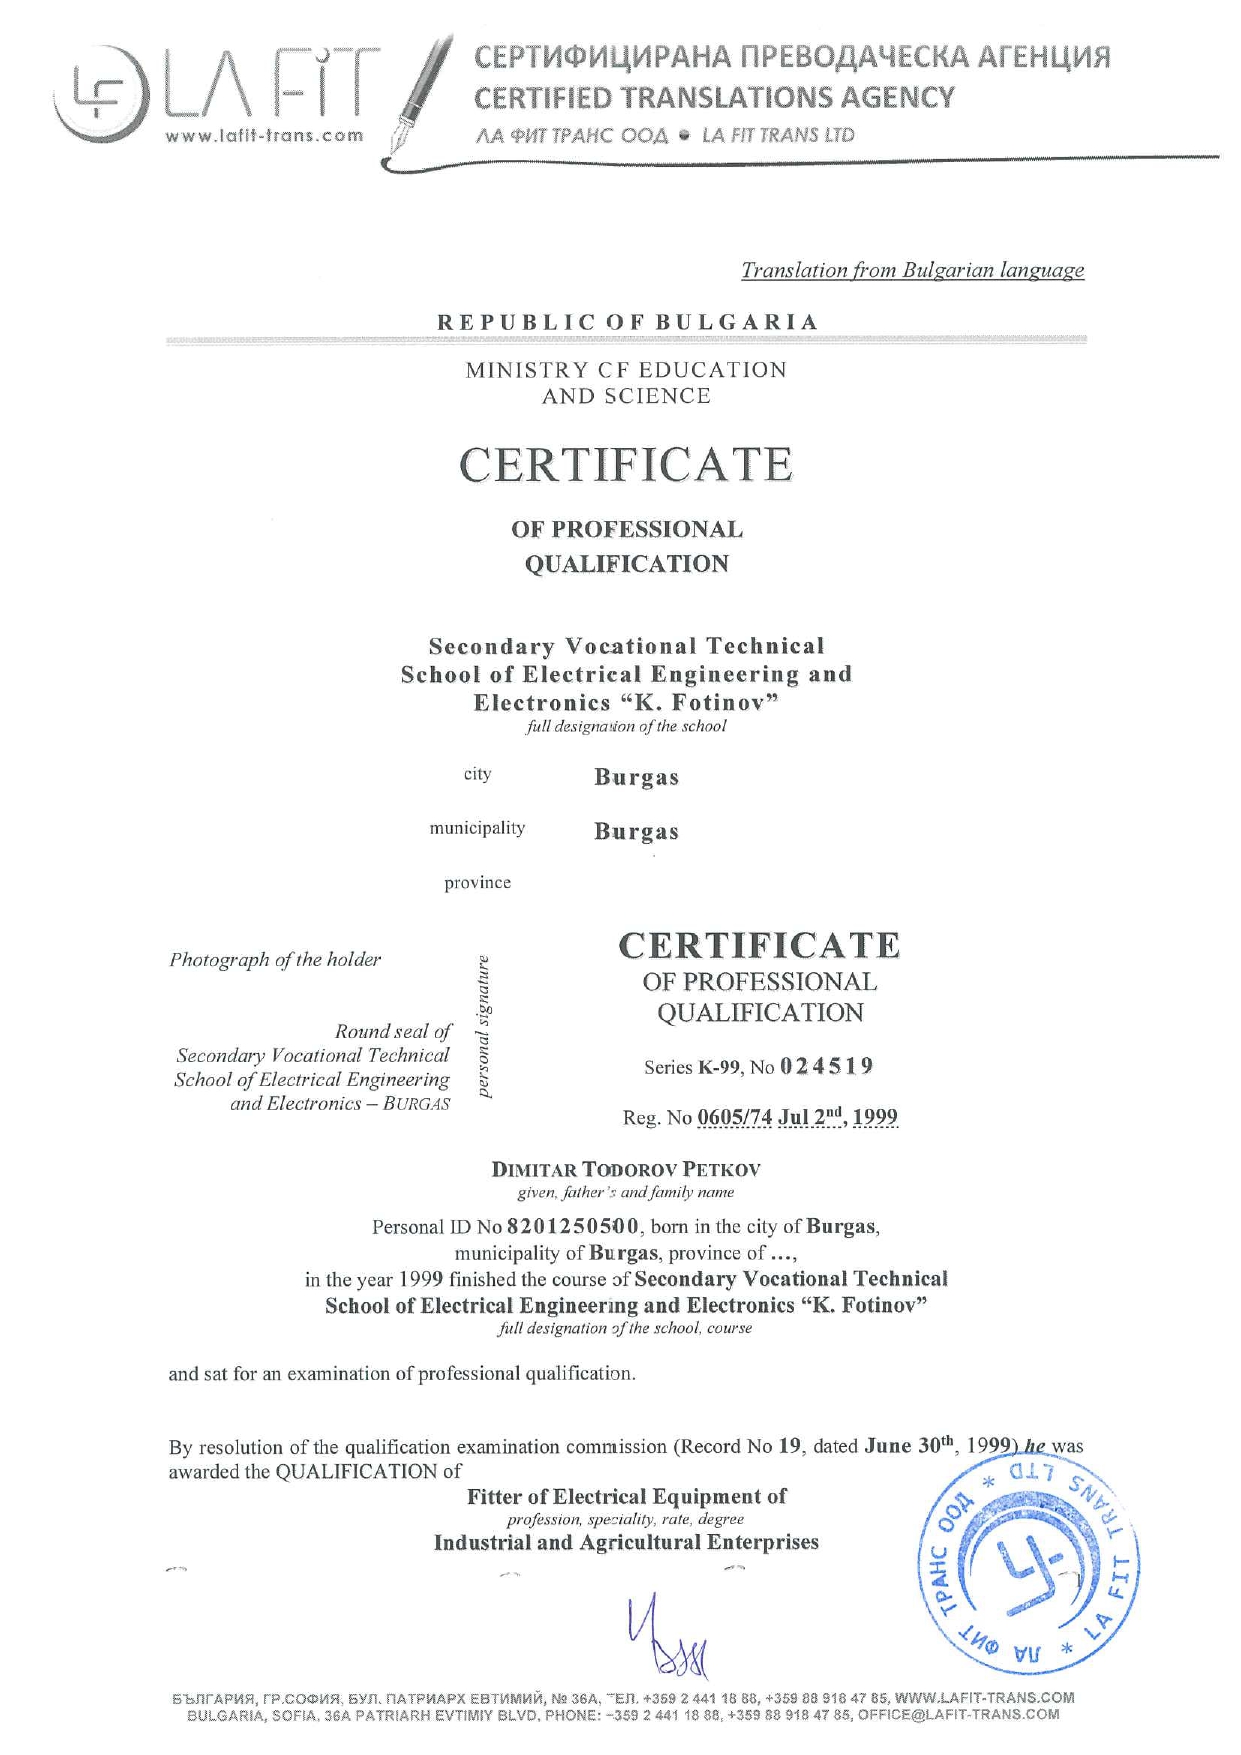 LA FiT
www.lafit-trans.com
СЕРТИФИЦИРАНА ПРЕВОДАЧЕСКА АГЕНЦИЯ
CERTIFIED TRANSLATIONS AGENCY
ЛА ФИТ ТРАНС ООД • LA FIT TRANS LTD
Translation from Bulgarian language
REPUBLIC OF BULGARIA
MINISTRY CF EDUCATION
AND SCIENCE
CERTIFICATE
OF PROFESSIONAL
QUALIFICATION
Secondary Vocational Technical
School of Electrical Engineering and
Electronics “K. Fotinov”
full designation of the school
city Burgas
municipality Burgas
province
Photograph of the holder
Round seal of
Secondary Vocational Technical
School of Electrical Engineering
and Electronics – BURGAS
personal signature
CERTIFICATE
OF PROFESSIONAL
QUALIFICATION
Series K-99, No 024519
Reg. No 0605/74 Jul 2nd, 1999
DIMITAR TODOROV PETKOV
given, father's and family name
Personal ID No 8201250500, born in the city of Burgas,
municipality of Burgas, province of ...,
in the year 1999 finished the course of Secondary Vocational Technical
School of Electrical Engineering and Electronics “K. Fotinov”
full designation of the school, course
and sat for an examination of professional qualification.
By resolution of the qualification examination commission (Record No 19, dated June 30th, 1999) he was
awarded the QUALIFICATION of
Fitter of Electrical Equipment of
profession, speciality, rate, degree
Industrial and Agricultural Enterprises
ЛА ФИТ ТРАНС ООД * LA FIT TRANS LTD *
БЪЛГАРИЯ, ГР.СОФИЯ, БУЛ. ПАТРИАРХ ЕВТИМИЙ, № 36А, ТЕЛ. +359 2 441 18 88, +359 88 918 47 85, WWW.LAFIT-TRANS.COM
BULGARIA, SOFIA, 36A PATRIARH EVTIMIY BLVD, PHONE: +359 2 441 18 88, +359 88 918 47 85, OFFICE@LAFIT-TRANS.COM